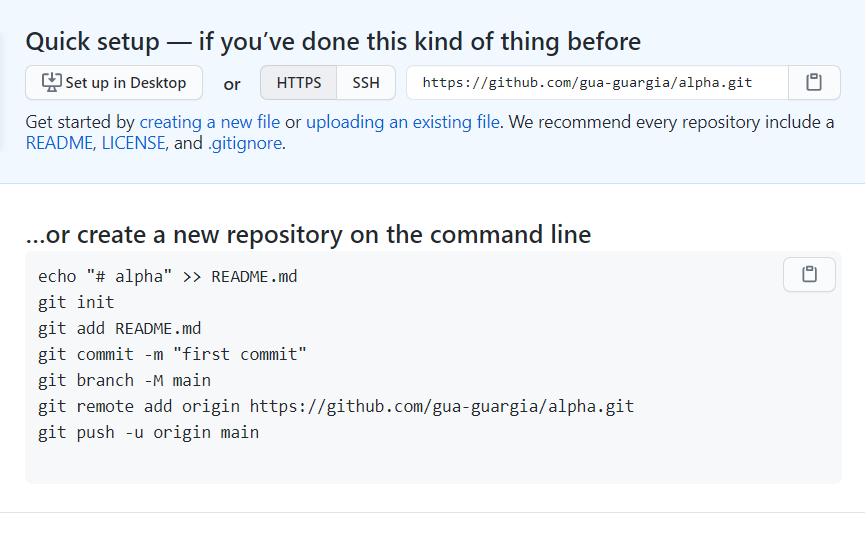 Quick setup — if you’ve done this kind of thing before
Set up in Desktop or HTTPS SSH https://github.com/gua-guargia/alpha.git
Get started by creating a new file or uploading an existing file. We recommend every repository include a
README, LICENSE, and .gitignore.
…or create a new repository on the command line
echo "# alpha" >> README.md
git init
git add README.md
git commit -m "first commit"
git branch -M main
git remote add origin https://github.com/gua-guargia/alpha.git
git push -u origin main